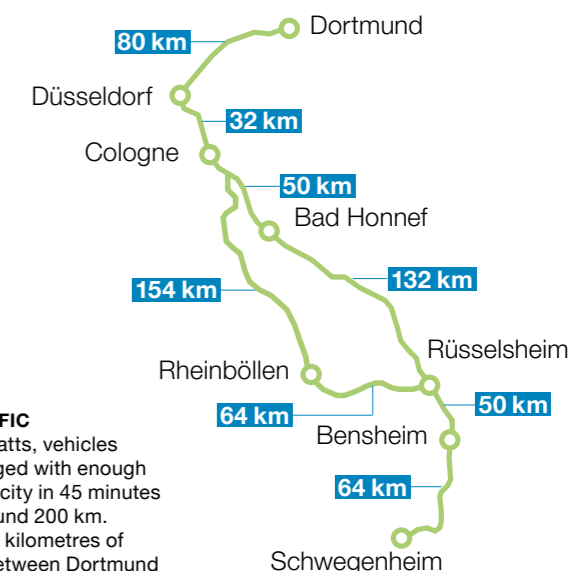 Dortmund
80 km
Düsseldorf
32 km
Cologne
50 km
Bad Honnef
132 km
154 km
Rheinböllen
Rüsselsheim
64 km
50 km
Bensheim
64 km
Schwegenheim
FIC
atts, vehicles
ged with enough
city in 45 minutes
und 200 km.
kilometres of
etween Dortmund